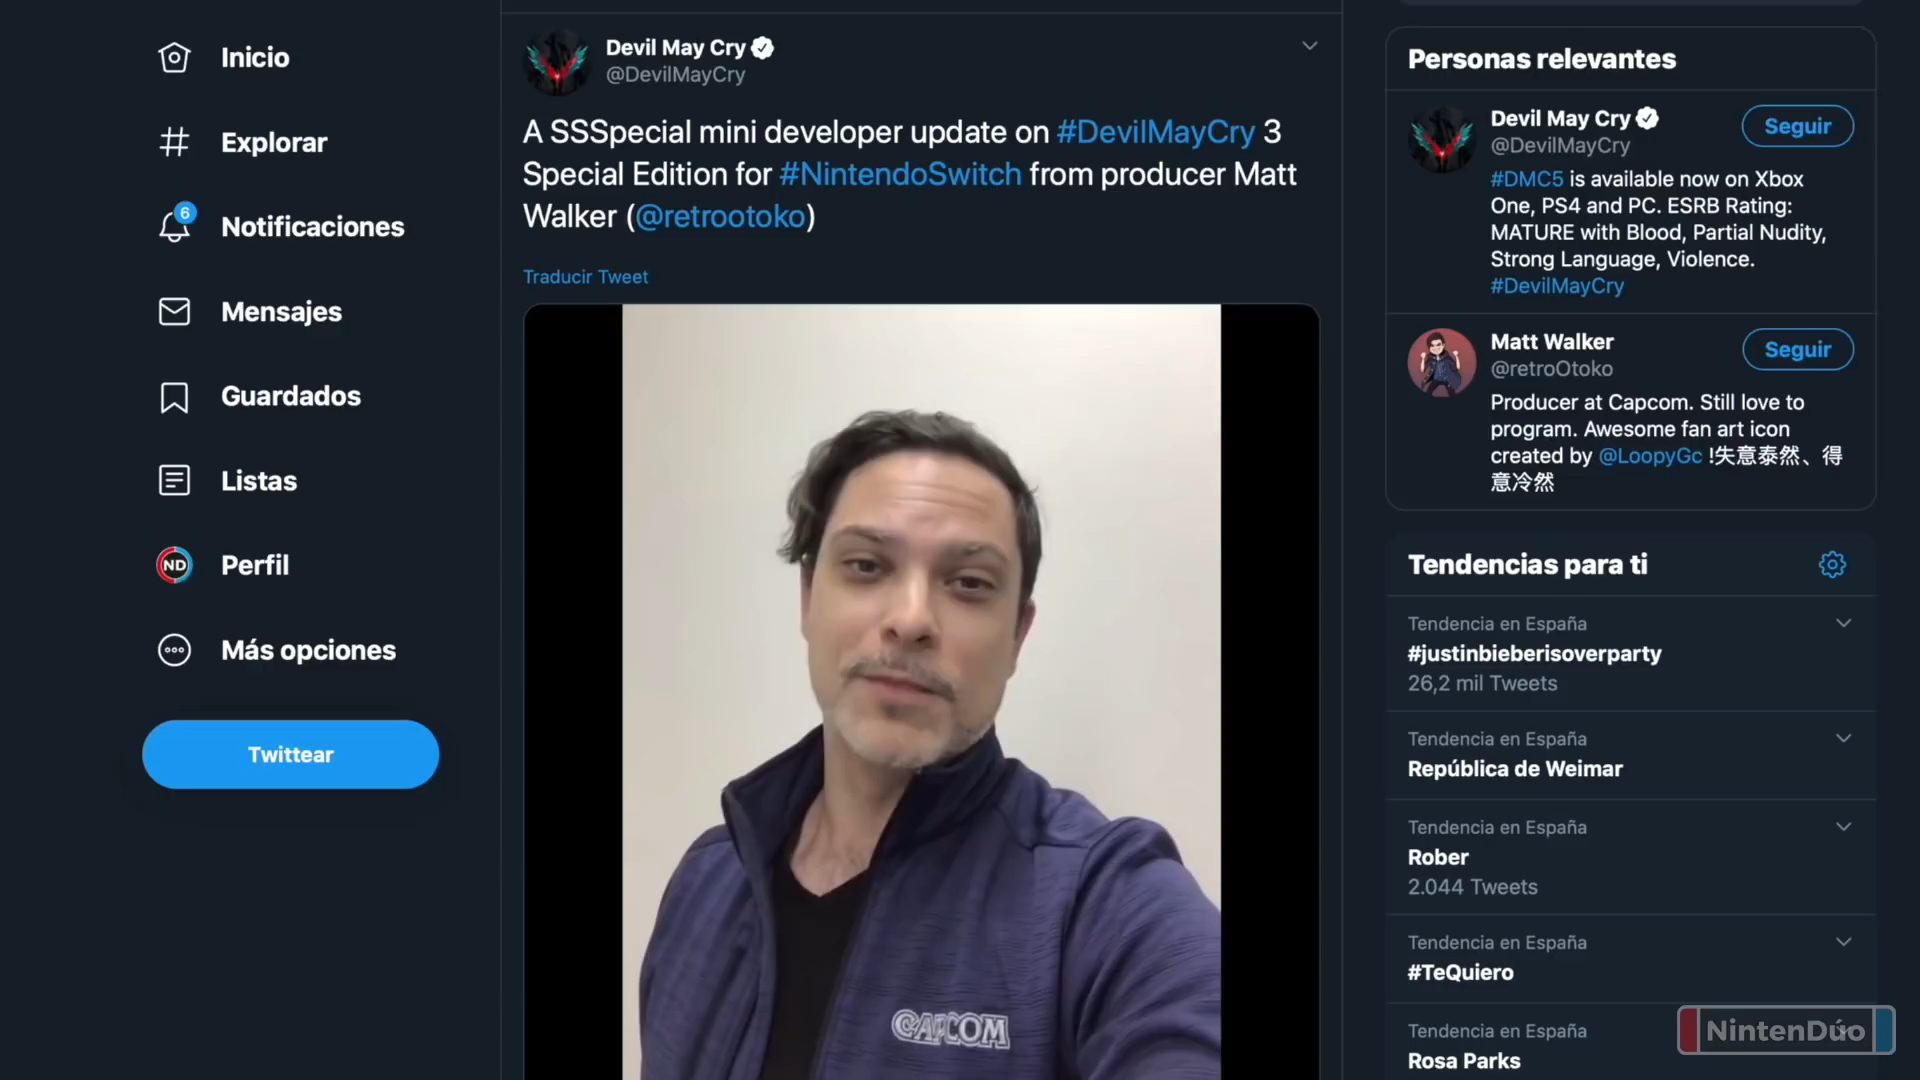 Inicio
Explorar
6
Notificaciones
Mensajes
Guardados
Listas
ND
Perfil
Más opciones
Twittear
Devil May Cry
@DevilMayCry
A SSSpecial mini developer update on #DevilMayCry 3
Special Edition for #NintendoSwitch from producer Matt
Walker (@retrootoko)
Traducir Tweet
CAPCOM
Personas relevantes
Devil May Cry
@DevilMayCry
Seguir
#DMC5 is available now on Xbox
One, PS4 and PC. ESRB Rating:
MATURE with Blood, Partial Nudity,
Strong Language, Violence.
#DevilMayCry
Matt Walker
@retroOtoko
Seguir
Producer at Capcom. Still love to
program. Awesome fan art icon
created by @LoopyGc !失意泰然、得
意冷然
Tendencias para ti
Tendencia en España
#justinbieberisoverparty
26,2 mil Tweets
Tendencia en España
República de Weimar
Tendencia en España
Rober
2.044 Tweets
Tendencia en España
#TeQuiero
Tendencia en España
Rosa Parks
NintenDúo